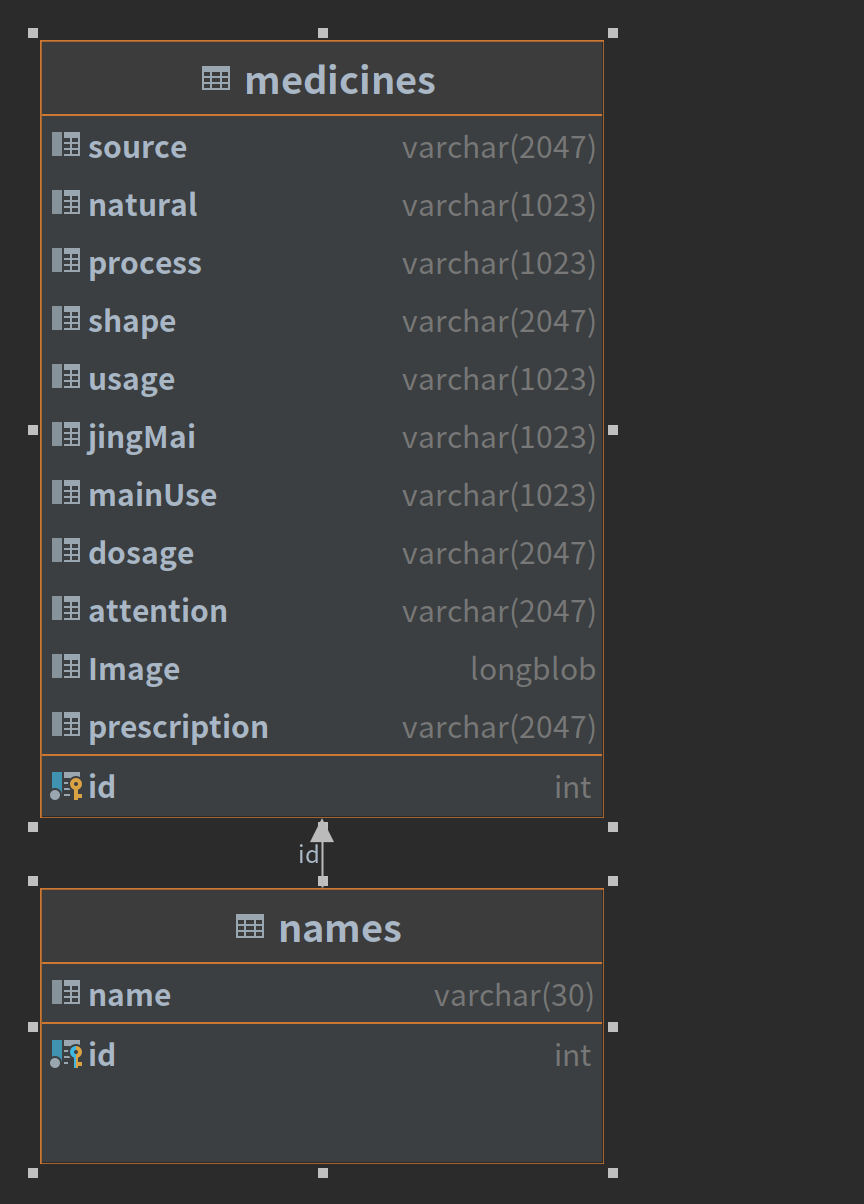 medicines
source varchar(2047)
natural varchar(1023)
process varchar(1023)
shape varchar(2047)
usage varchar(1023)
jingMai varchar(1023)
mainUse varchar(1023)
dosage varchar(2047)
attention varchar(2047)
Image longblob
prescription varchar(2047)
id int
id
names
name varchar(30)
id int